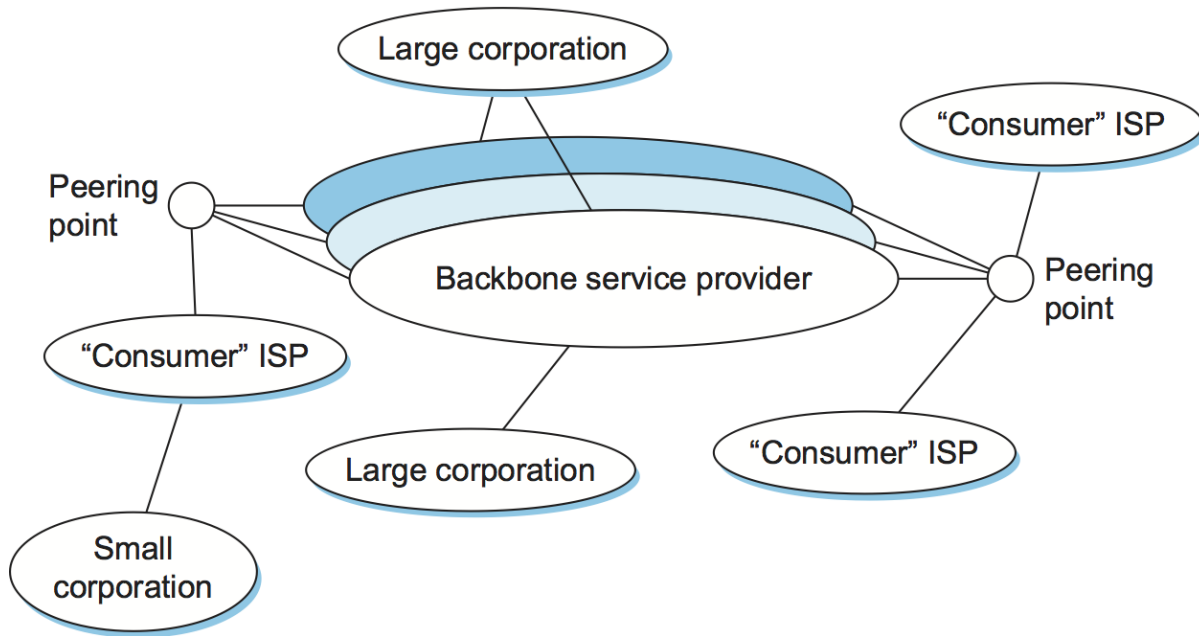 Large corporation
“Consumer” ISP
Peering
point
Backbone service provider
Peering
point
“Consumer” ISP
Large corporation
“Consumer” ISP
Small
corporation